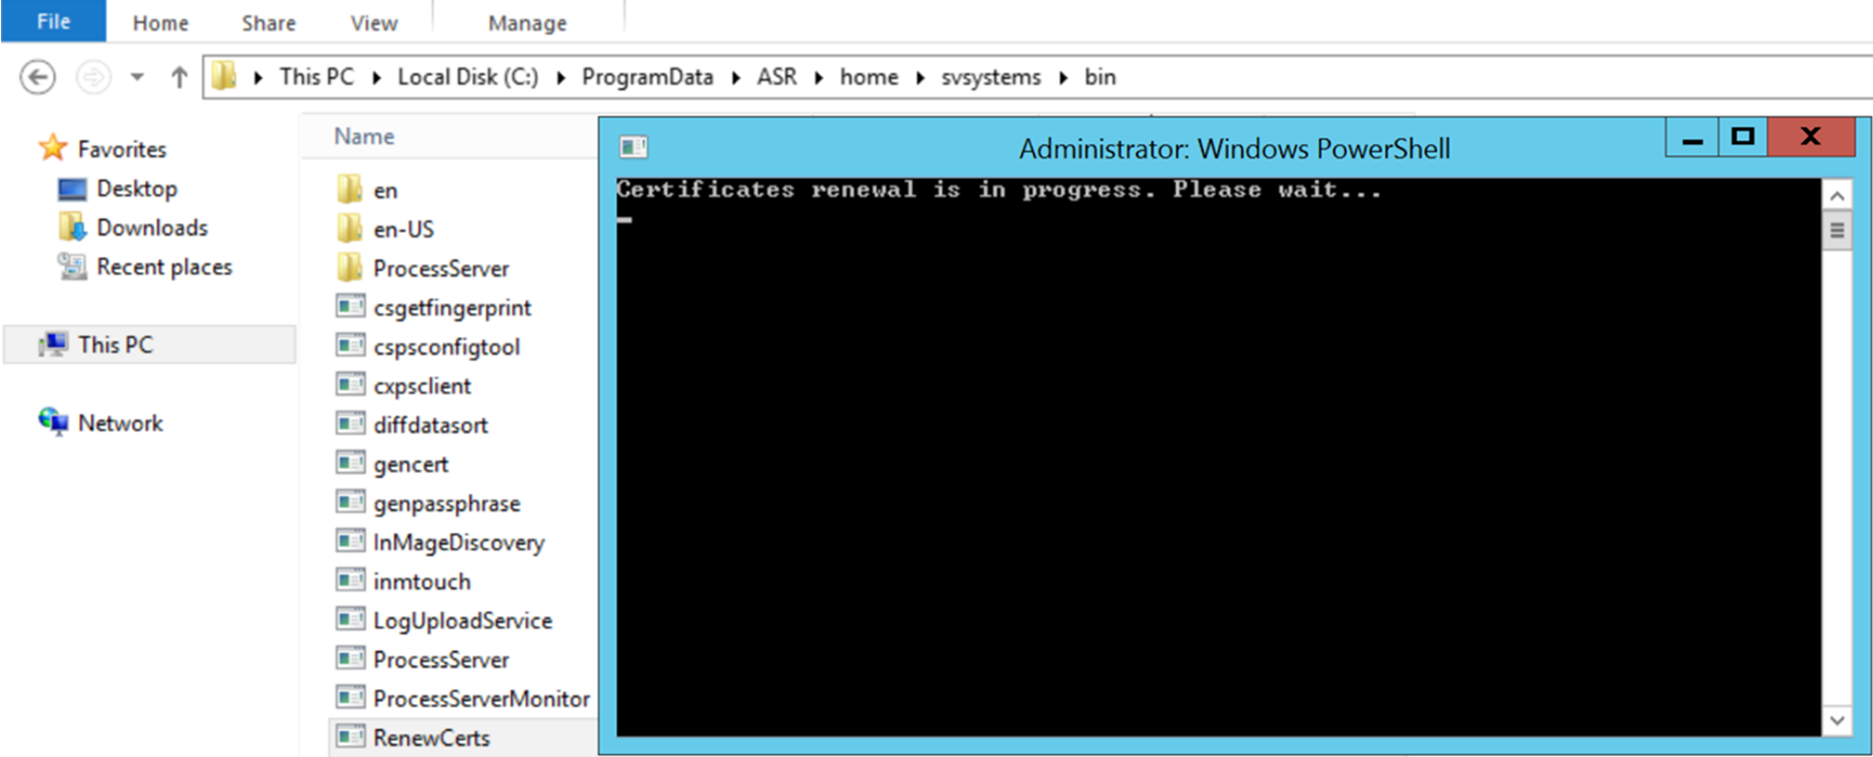 File Home Share View Manage
This PC Local Disk (C:) ProgramData ASR home svsystems bin
Favorites
Desktop
Downloads
Recent places
This PC
Network
Name
en
en-US
ProcessServer
csgetfingerprint
cspsconfigtool
cxpsclient
diffdatasort
gencert
genpassphrase
InMageDiscovery
inmtouch
LogUploadService
ProcessServer
ProcessServerMonitor
RenewCerts
Administrator: Windows PowerShell
Certificates renewal is in progress. Please wait...